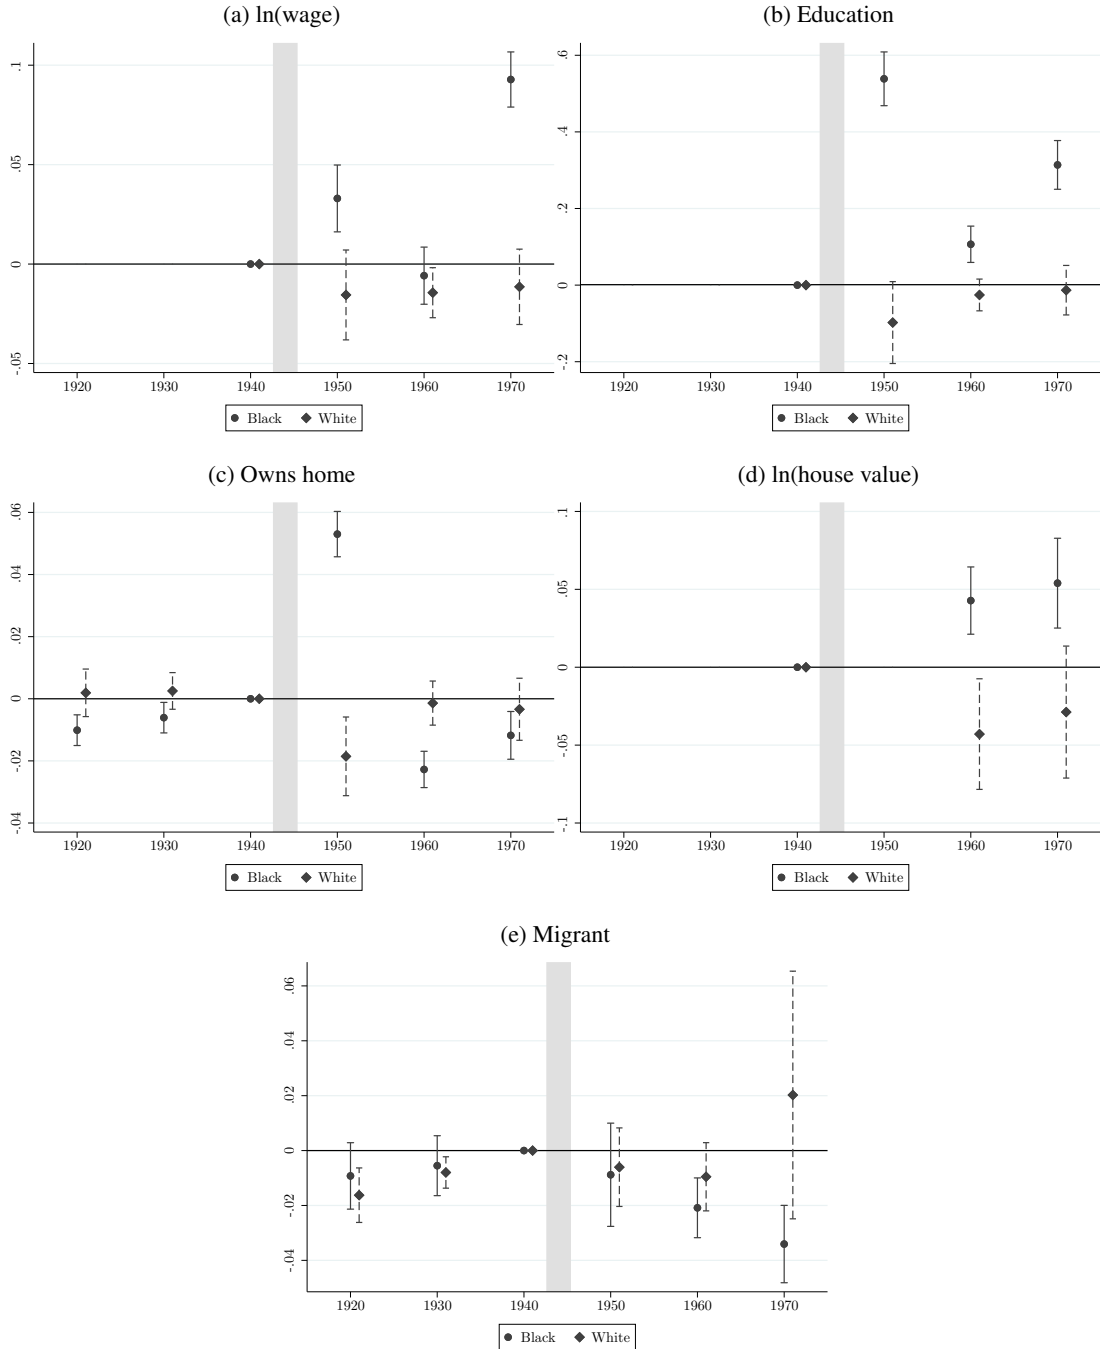 (a) ln(wage)
.1
.05
0
-.05
1920 1930 1940 1950 1960 1970
Black White
(b) Education
.6
.4
.2
0
-.2
1920 1930 1940 1950 1960 1970
Black White
(c) Owns home
.06
.04
.02
0
-.02
-.04
1920 1930 1940 1950 1960 1970
Black White
(d) ln(house value)
.1
.05
0
-.05
-.1
1920 1930 1940 1950 1960 1970
Black White
(e) Migrant
.06
.04
.02
0
-.02
-.04
1920 1930 1940 1950 1960 1970
Black White